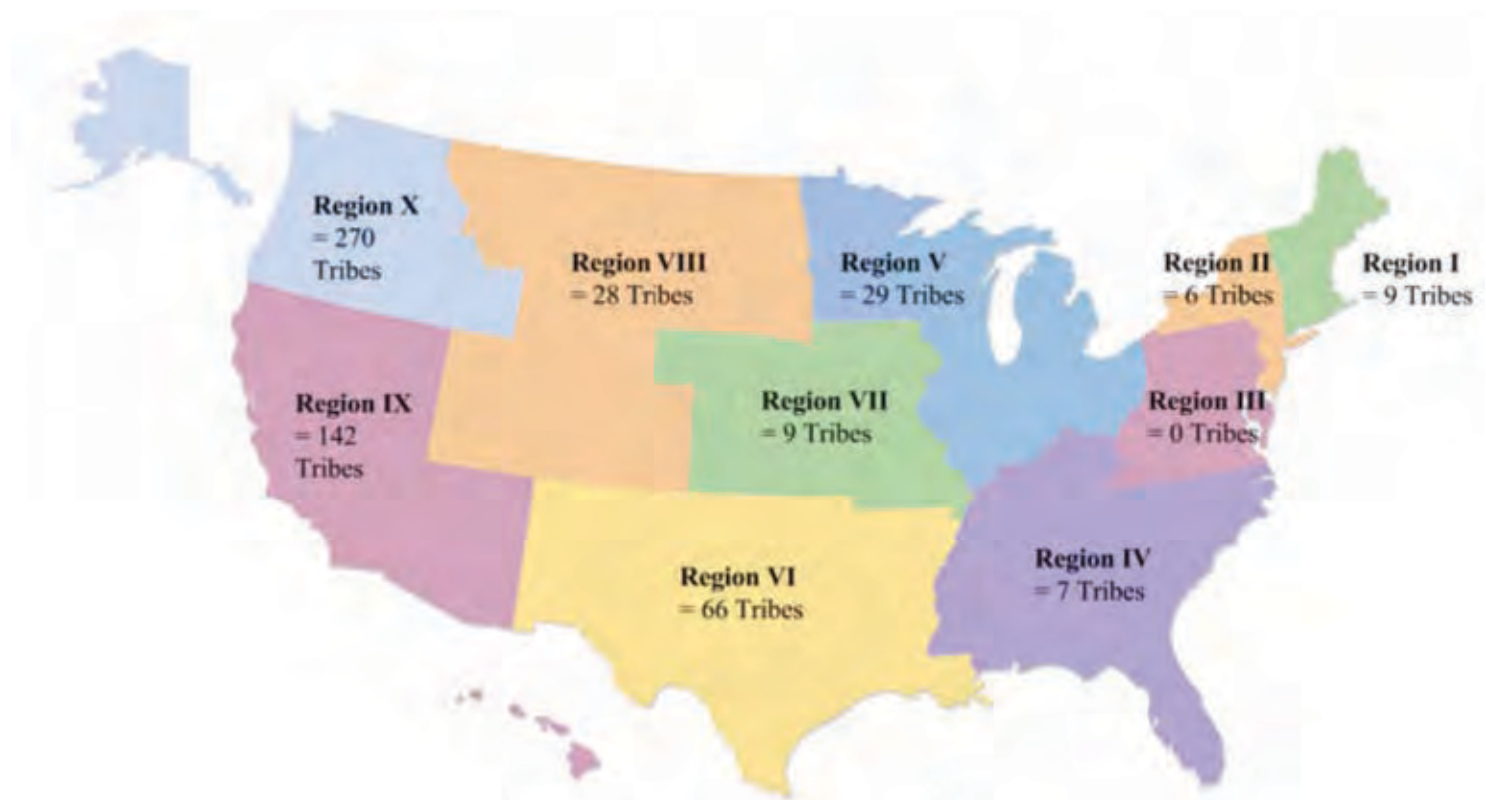 Region X
= 270
Tribes
Region VIII
= 28 Tribes
Region V
= 29 Tribes
Region II
= 6 Tribes
Region I
= 9 Tribes
Region IX
= 142
Tribes
Region VII
= 9 Tribes
Region III
= 0 Tribes
Region VI
= 66 Tribes
Region IV
= 7 Tribes